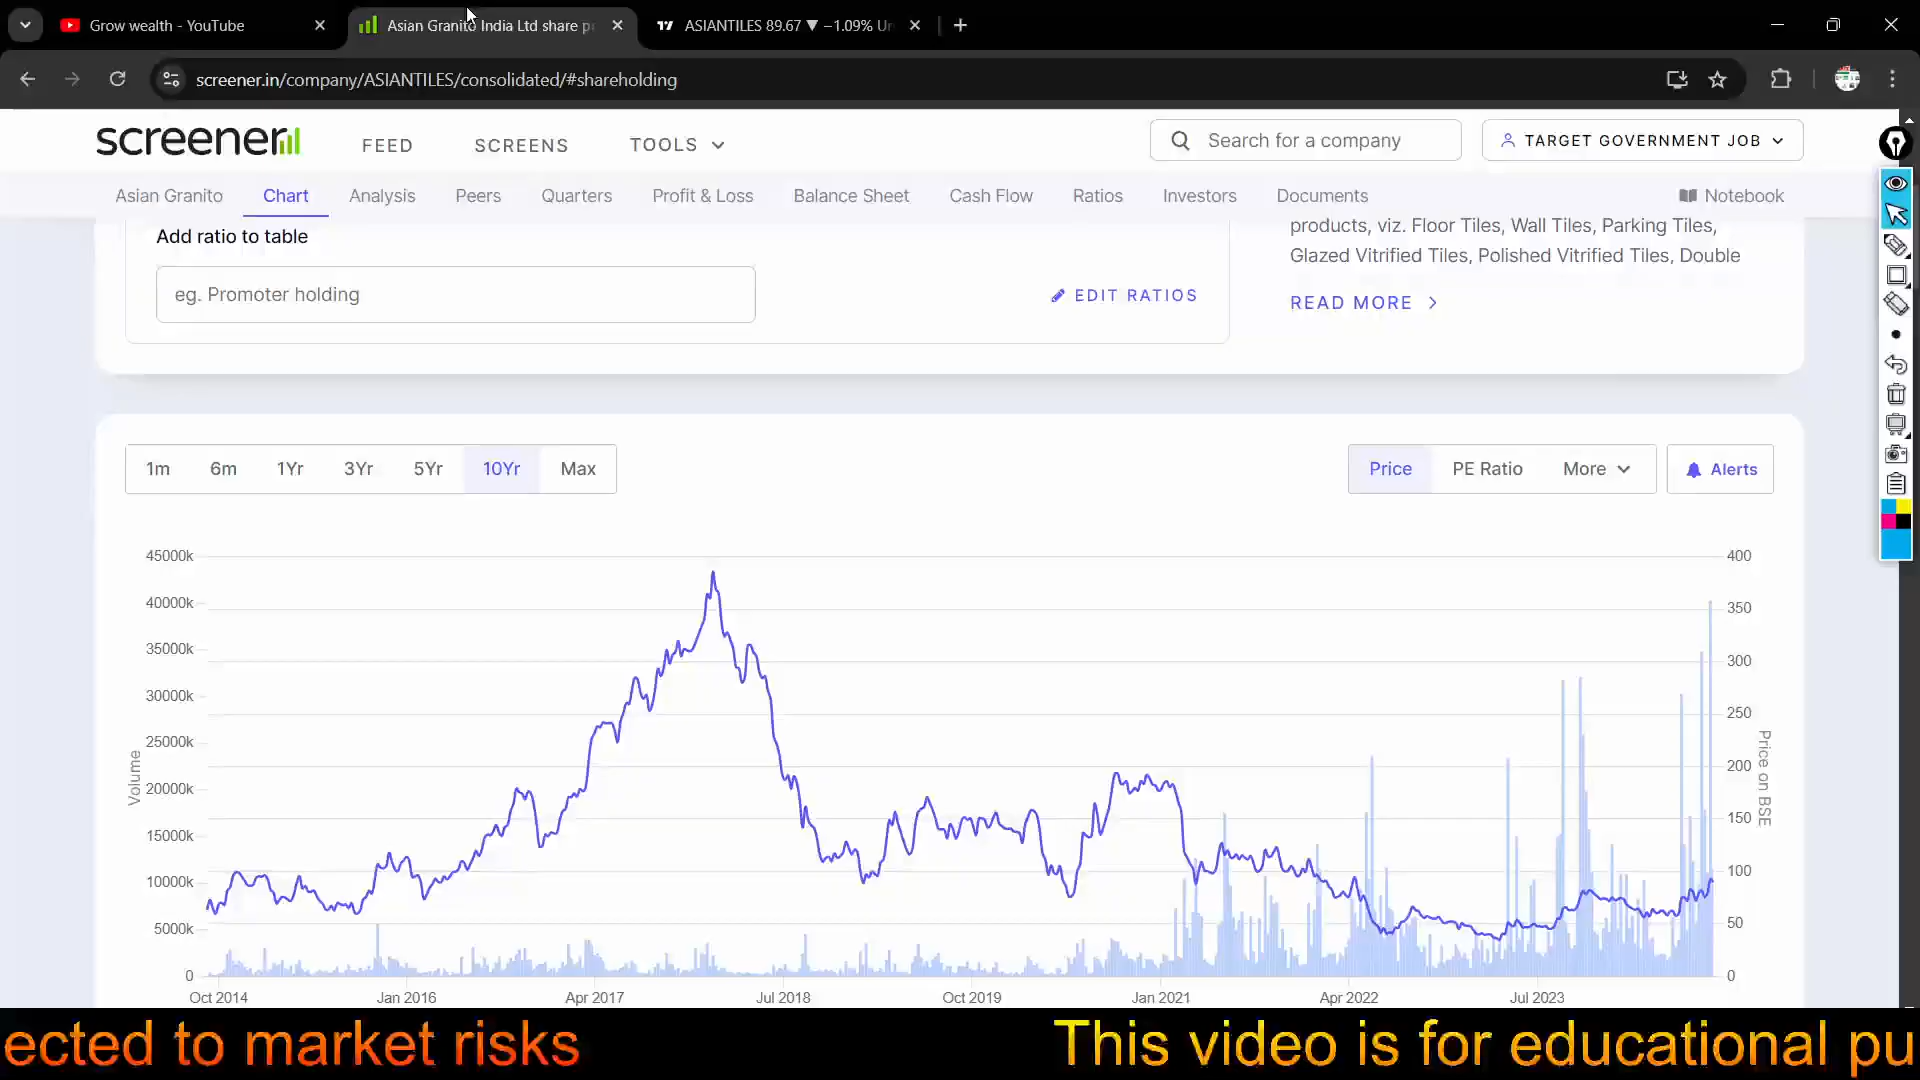 Grow wealth - YouTube
Asian Granito India Ltd share p
ASIANTILES 89.67 ▼ −1.09% Un
screener.in/company/ASIANTILES/consolidated/#shareholding
screener
FEED
SCREENS
TOOLS
Search for a company
TARGET GOVERNMENT JOB
Asian Granito
Chart
Analysis
Peers
Quarters
Profit & Loss
Balance Sheet
Cash Flow
Ratios
Investors
Documents
Notebook
Add ratio to table
eg. Promoter holding
EDIT RATIOS
products, viz. Floor Tiles, Wall Tiles, Parking Tiles,
Glazed Vitrified Tiles, Polished Vitrified Tiles, Double
READ MORE
1m 6m 1Yr 3Yr 5Yr 10Yr Max
Price PE Ratio More
Alerts
45000k
40000k
35000k
30000k
25000k
20000k
15000k
10000k
5000k
0
Volume
400
350
300
250
200
150
100
50
0
Price on BSE
Oct 2014 Jan 2016 Apr 2017 Jul 2018 Oct 2019 Jan 2021 Apr 2022 Jul 2023
ected to market risks
This video is for educational pu